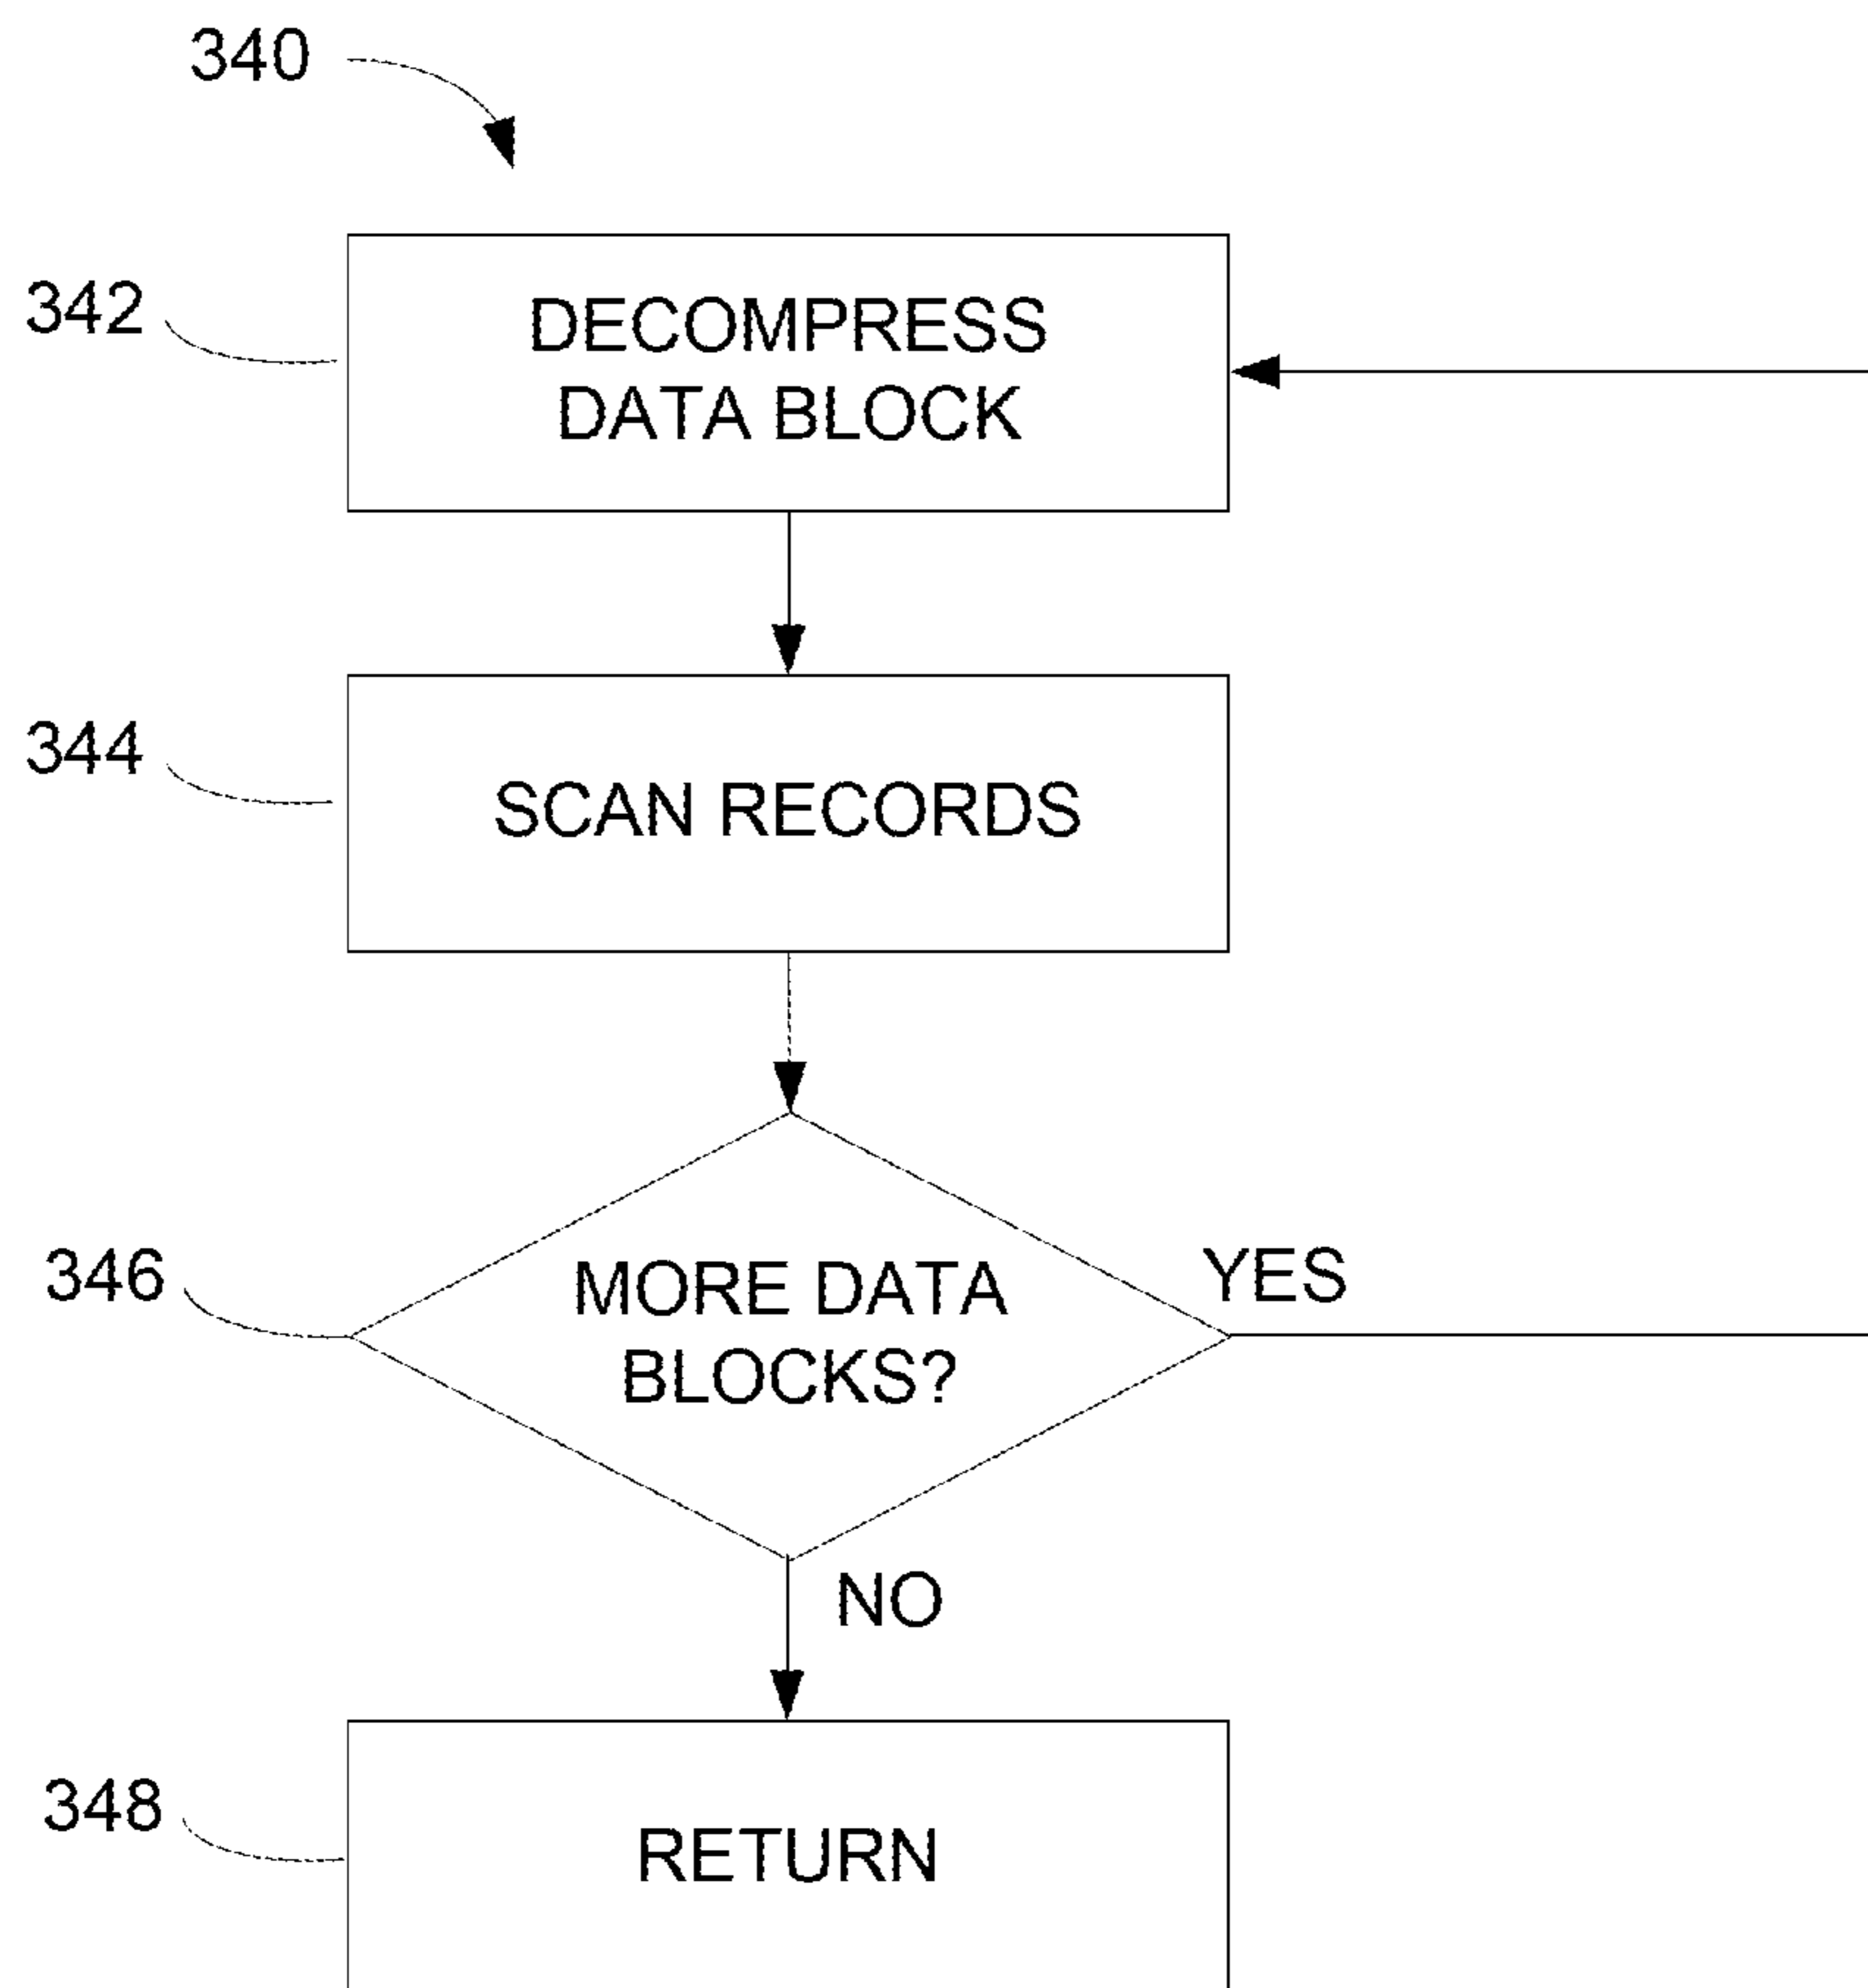 340
342
DECOMPRESS
DATA BLOCK
344
SCAN RECORDS
346
MORE DATA
BLOCKS?
YES
NO
348
RETURN